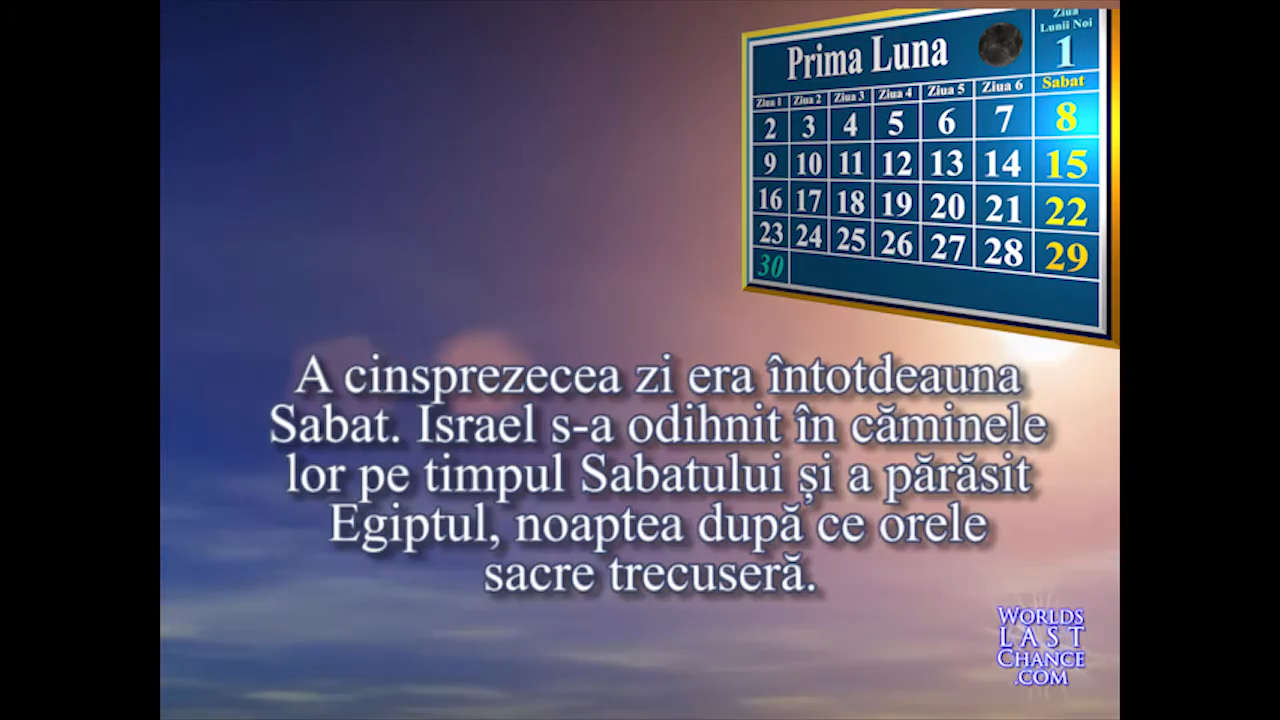 Prima Luna
Ziua
Lunii Noi
1
Ziua 1 Ziua 2 Ziua 3 Ziua 4 Ziua 5 Ziua 6 Sabat
2 3 4 5 6 7 8
9 10 11 12 13 14 15
16 17 18 19 20 21 22
23 24 25 26 27 28 29
30
A cinsprezecea zi era întotdeauna
Sabat. Israel s-a odihnit în căminele
lor pe timpul Sabatului și a părăsit
Egiptul, noaptea după ce orele
sacre trecuseră.
WORLDS
LAST
CHANCE
.COM